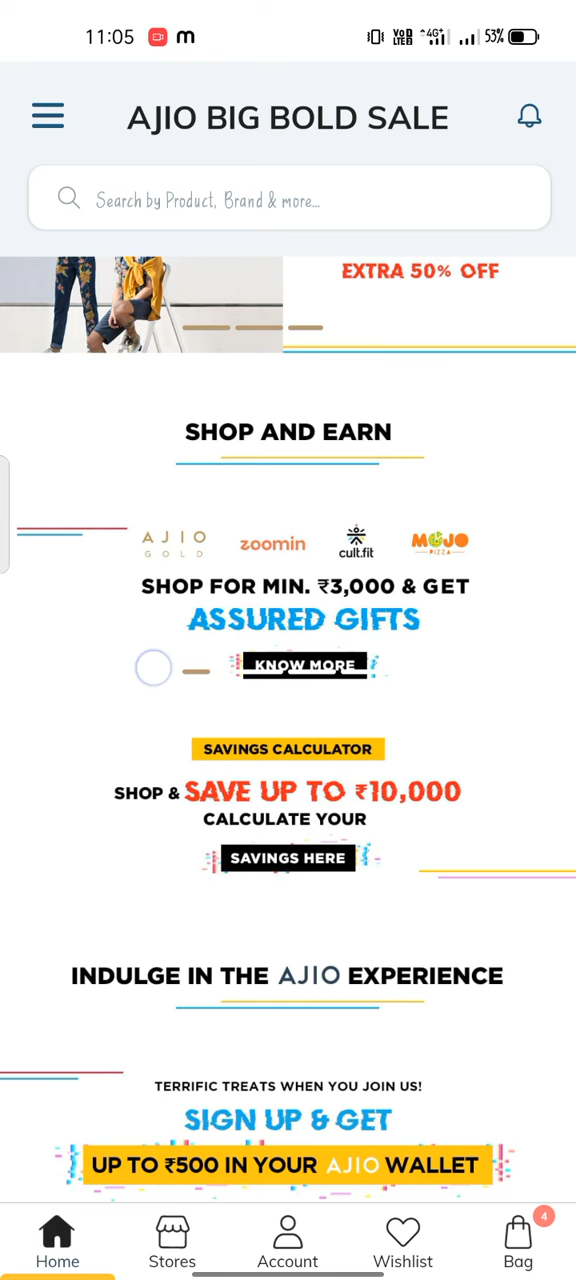 11:05 m VoD LTE2 4G+ 53%
AJIO BIG BOLD SALE
Search by Product, Brand & more...
EXTRA 50% OFF
SHOP AND EARN
AJIO GOLD zoomin cult.fit MOJO PIZZA
SHOP FOR MIN. ₹3,000 & GET
ASSURED GIFTS
KNOW MORE
SAVINGS CALCULATOR
SHOP & SAVE UP TO ₹10,000
CALCULATE YOUR
SAVINGS HERE
INDULGE IN THE AJIO EXPERIENCE
TERRIFIC TREATS WHEN YOU JOIN US!
SIGN UP & GET
UP TO ₹500 IN YOUR AJIO WALLET
4
Home Stores Account Wishlist Bag